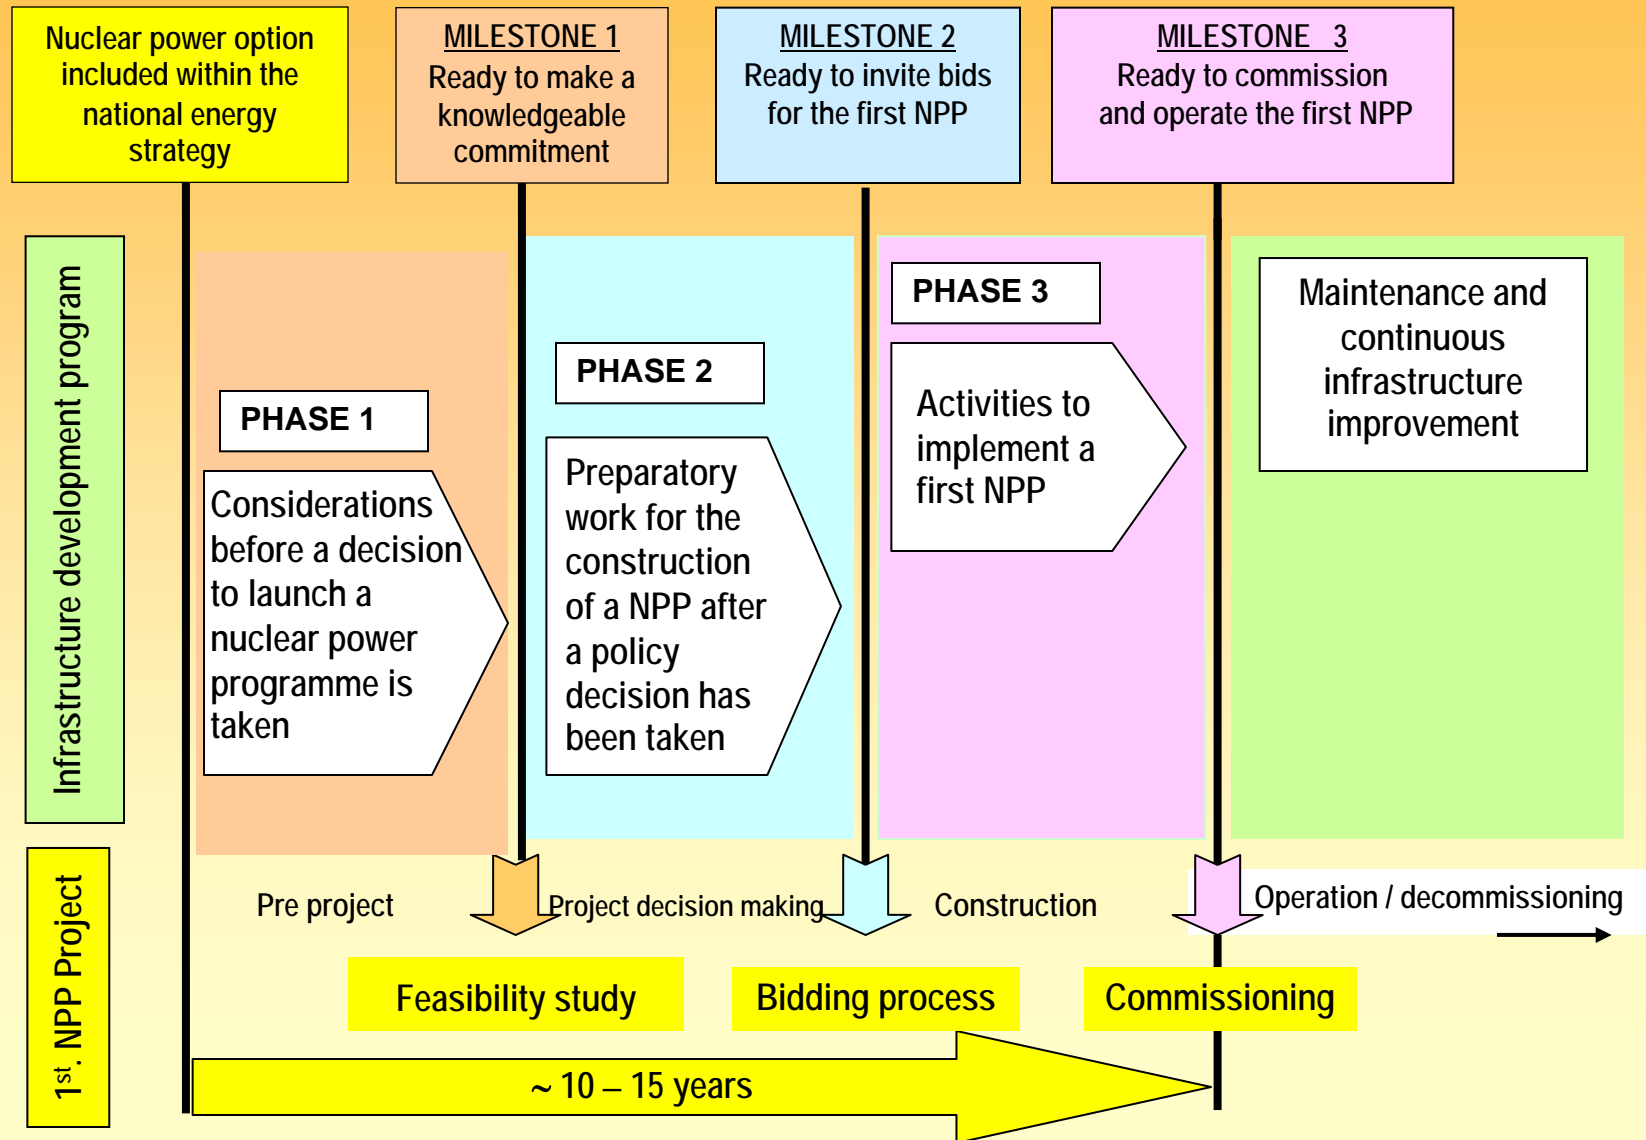 Nuclear power option
included within the
national energy
strategy
MILESTONE 1
Ready to make a
knowledgeable
commitment
MILESTONE 2
Ready to invite bids
for the first NPP
MILESTONE 3
Ready to commission
and operate the first NPP
Infrastructure development program
PHASE 1
Considerations
before a decision
to launch a
nuclear power
programme is
taken
PHASE 2
Preparatory
work for the
construction
of a NPP after
a policy
decision has
been taken
PHASE 3
Activities to
implement a
first NPP
Maintenance and
continuous
infrastructure
improvement
1st. NPP Project
Pre project
Project decision making
Construction
Operation / decommissioning
Feasibility study
Bidding process
Commissioning
~ 10 – 15 years